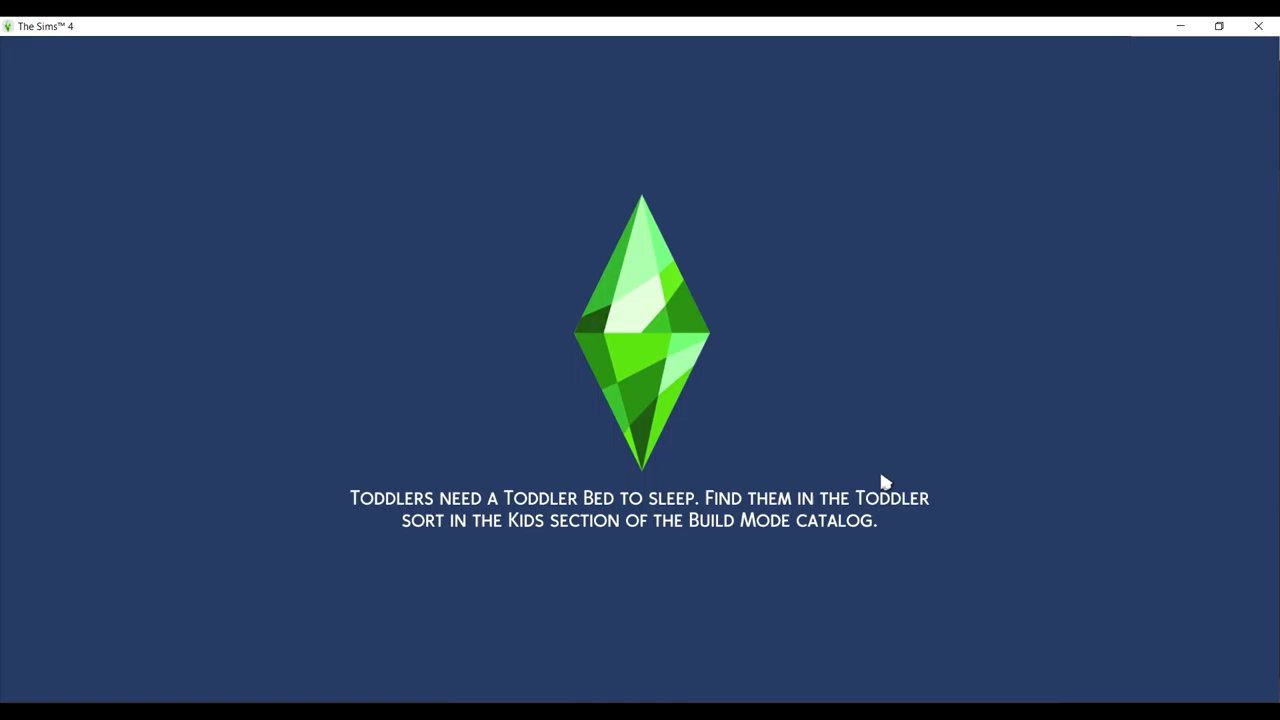 The Sims™ 4
Toddlers need a Toddler Bed to sleep. Find them in the Toddler
sort in the Kids section of the Build Mode catalog.